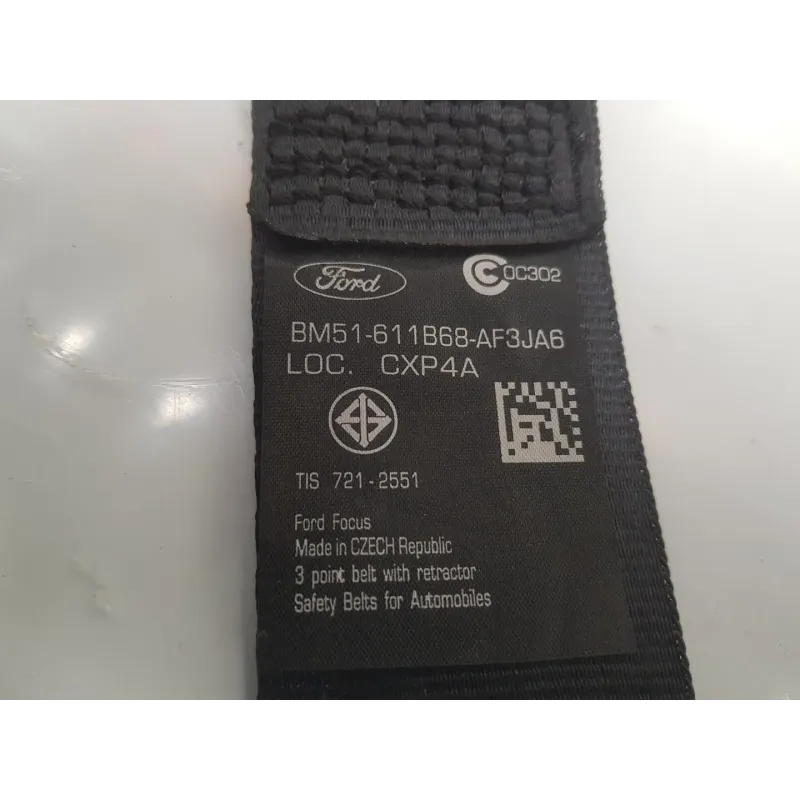 Ford C OC302
BM51-611B68-AF3JA6
LOC. CXP4A
TIS 721-2551
Ford Focus
Made in CZECH Republic
3 point belt with retractor
Safety Belts for Automobiles